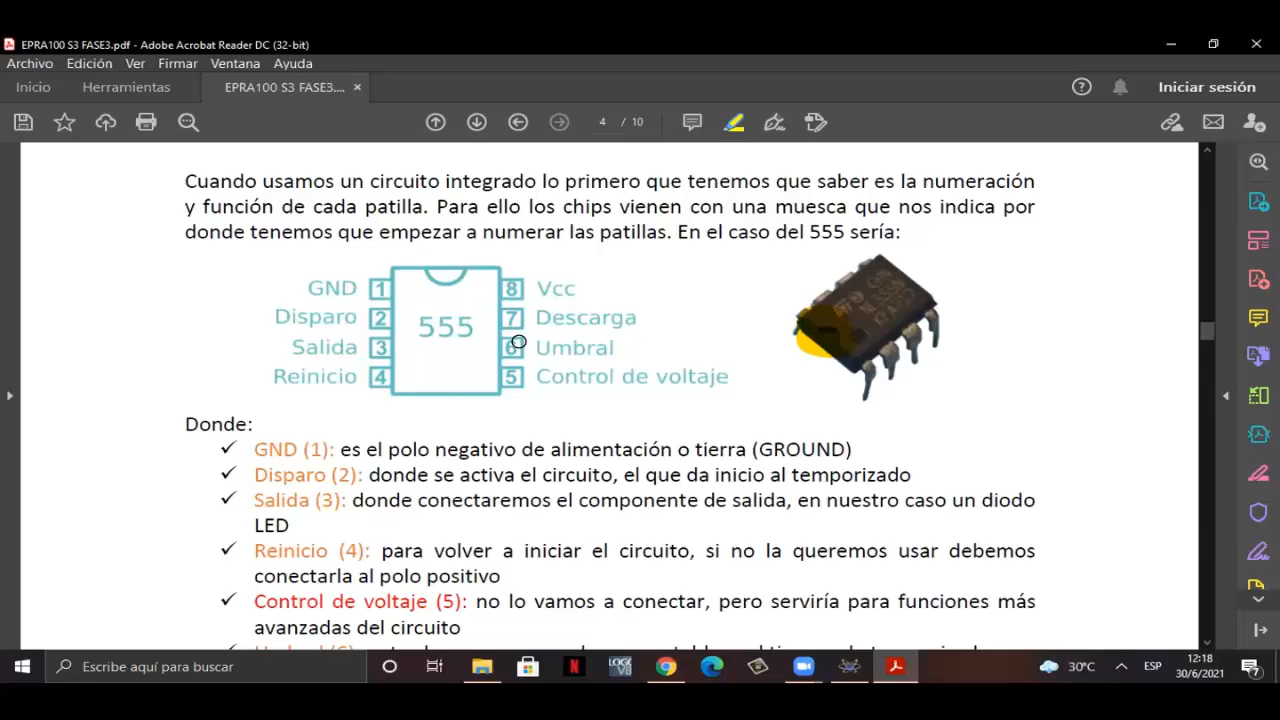 EPRA100 S3 FASE3.pdf - Adobe Acrobat Reader DC (32-bit)
Archivo Edición Ver Firmar Ventana Ayuda
Inicio Herramientas EPRA100 S3 FASE3.... × Iniciar sesión
4 / 10
Cuando usamos un circuito integrado lo primero que tenemos que saber es la numeración
y función de cada patilla. Para ello los chips vienen con una muesca que nos indica por
donde tenemos que empezar a numerar las patillas. En el caso del 555 sería:
GND 1 8 Vcc
Disparo 2 555 7 Descarga
Salida 3 6 Umbral
Reinicio 4 5 Control de voltaje
Donde:
✓ GND (1): es el polo negativo de alimentación o tierra (GROUND)
✓ Disparo (2): donde se activa el circuito, el que da inicio al temporizado
✓ Salida (3): donde conectaremos el componente de salida, en nuestro caso un diodo
LED
✓ Reinicio (4): para volver a iniciar el circuito, si no la queremos usar debemos
conectarla al polo positivo
✓ Control de voltaje (5): no lo vamos a conectar, pero serviría para funciones más
avanzadas del circuito
Escribe aquí para buscar
30°C ESP 12:18
30/6/2021 7